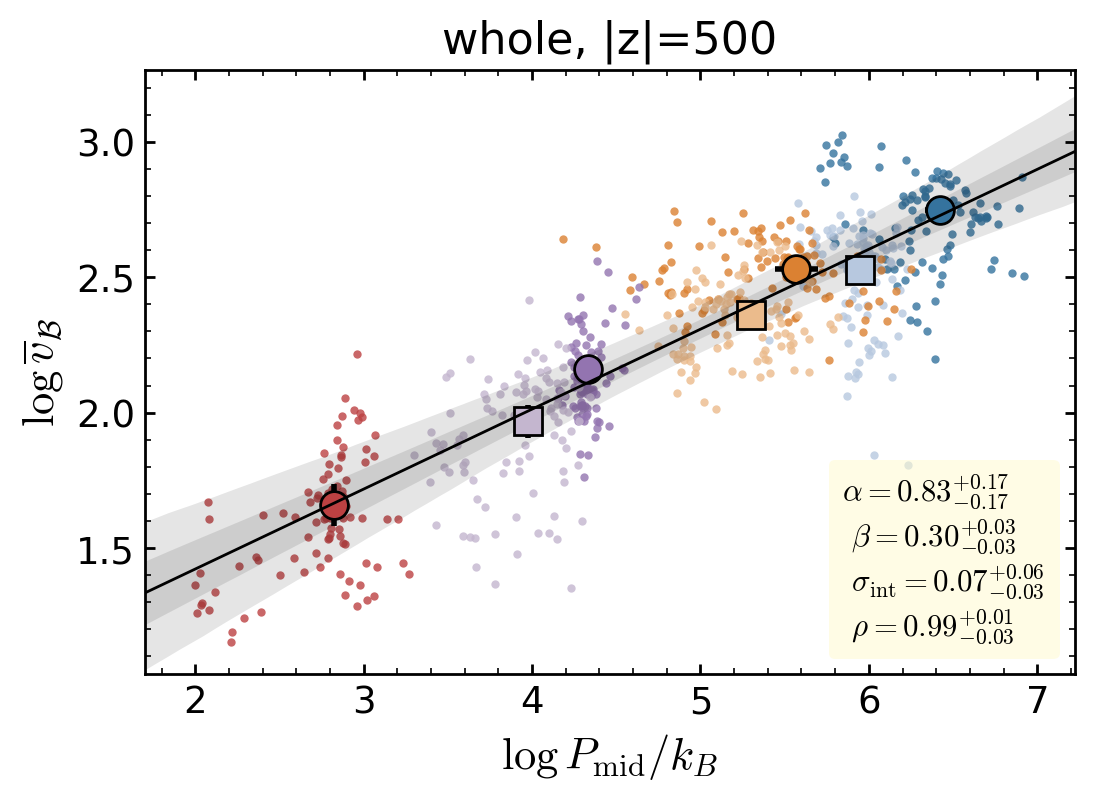 whole, |z|=500
log v̅_ℬ
3.0
2.5
2.0
1.5
α = 0.83^{+0.17}_{−0.17}
β = 0.30^{+0.03}_{−0.03}
σ_int = 0.07^{+0.06}_{−0.03}
ρ = 0.99^{+0.01}_{−0.03}
2 3 4 5 6 7
log P_mid/k_B